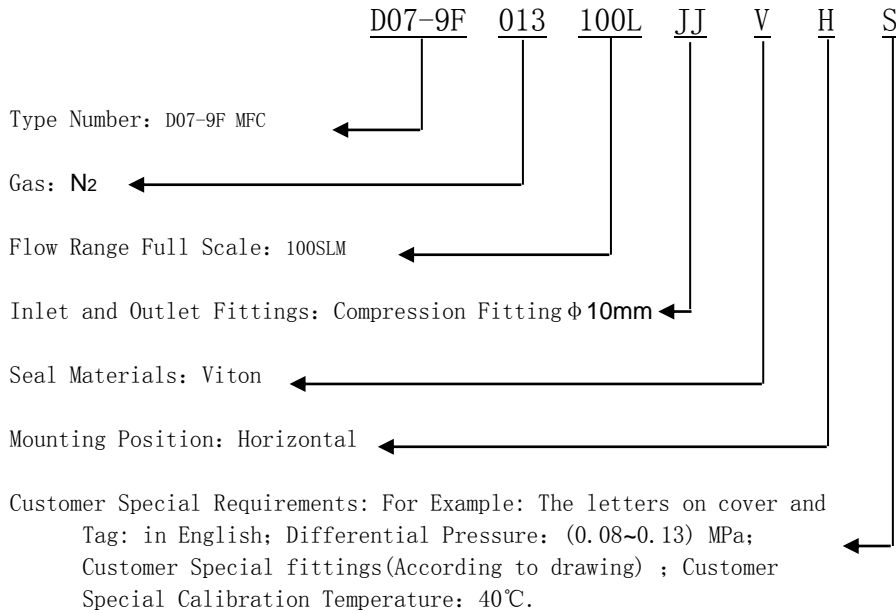 D07-9F 013 100L JJ V H S
Type Number：D07-9F MFC
Gas：N2
Flow Range Full Scale：100SLM
Inlet and Outlet Fittings：Compression Fitting φ10mm
Seal Materials：Viton
Mounting Position：Horizontal
Customer Special Requirements: For Example: The letters on cover and
Tag: in English；Differential Pressure：(0.08~0.13) MPa；
Customer Special fittings(According to drawing) ；Customer
Special Calibration Temperature：40℃.